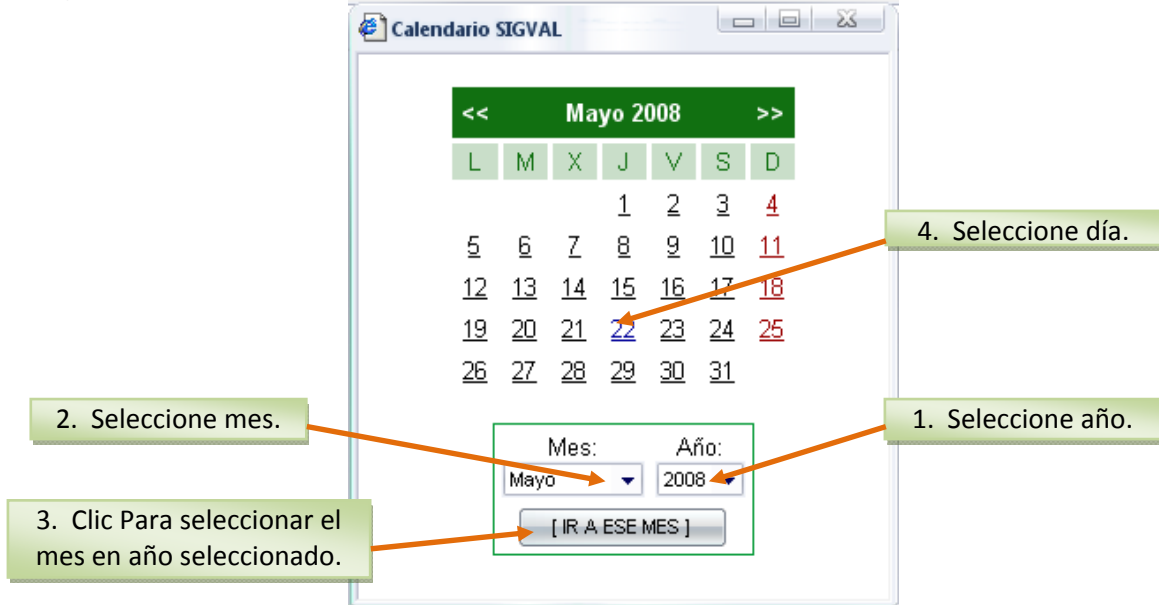 Calendario SIGVAL
<< Mayo 2008 >>
L M X J V S D
1 2 3 4
5 6 7 8 9 10 11
12 13 14 15 16 17 18
19 20 21 22 23 24 25
26 27 28 29 30 31
4. Seleccione día.
2. Seleccione mes.
1. Seleccione año.
Mes: Año:
Mayo 2008
3. Clic Para seleccionar el
mes en año seleccionado.
[ IR A ESE MES ]